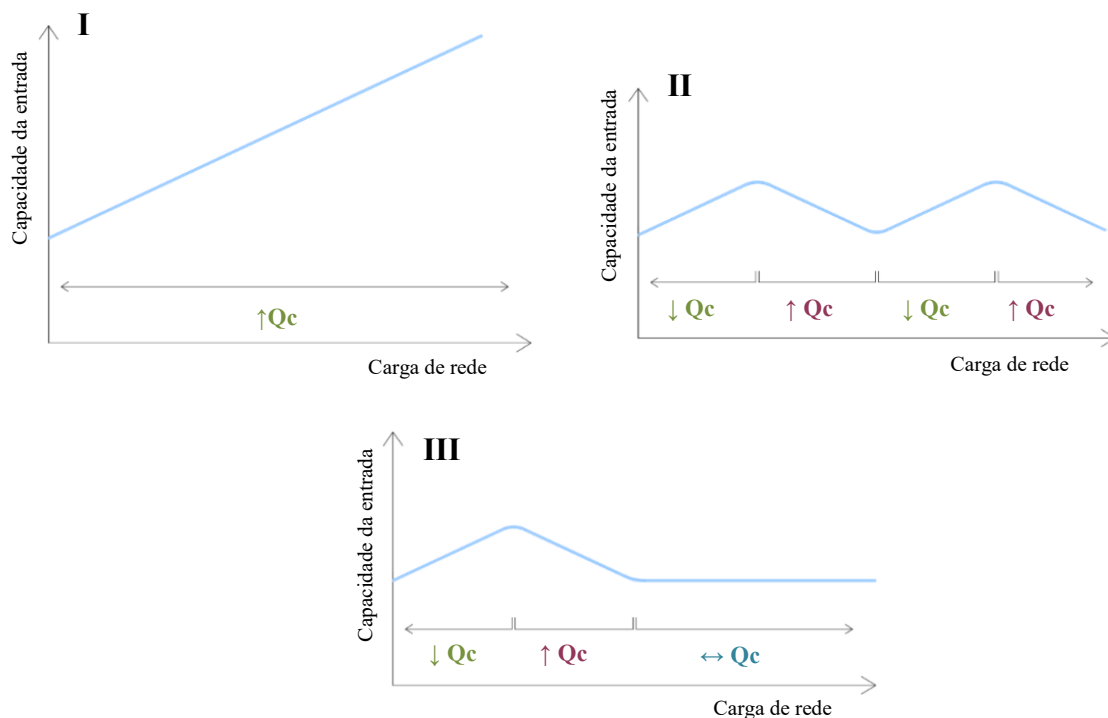 I
Capacidade da entrada
↑Qc
Carga de rede
II
Capacidade da entrada
↓ Qc
↑ Qc
↓ Qc
↑ Qc
Carga de rede
III
Capacidade da entrada
↓ Qc
↑ Qc
↔ Qc
Carga de rede